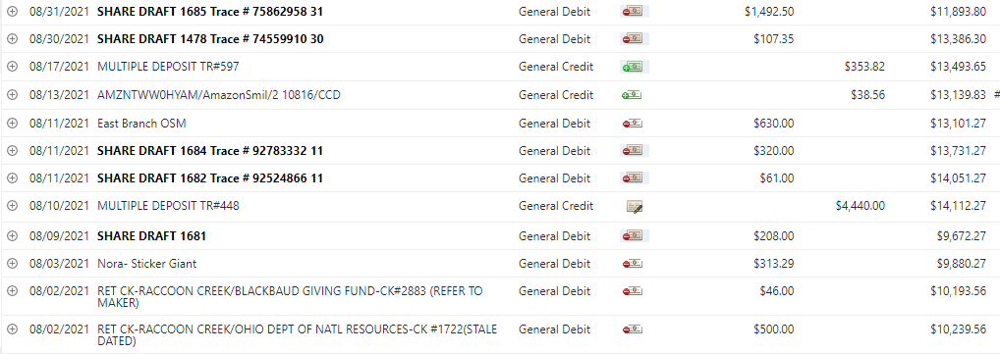 08/31/2021 SHARE DRAFT 1685 Trace # 75862958 31 General Debit $1,492.50 $11,893.80
08/30/2021 SHARE DRAFT 1478 Trace # 74559910 30 General Debit $107.35 $13,386.30
08/17/2021 MULTIPLE DEPOSIT TR#597 General Credit $353.82 $13,493.65
08/13/2021 AMZNTWW0HYAM/AmazonSmil/2 10816/CCD General Credit $38.56 $13,139.83 #
08/11/2021 East Branch OSM General Debit $630.00 $13,101.27
08/11/2021 SHARE DRAFT 1684 Trace # 92783332 11 General Debit $320.00 $13,731.27
08/11/2021 SHARE DRAFT 1682 Trace # 92524866 11 General Debit $61.00 $14,051.27
08/10/2021 MULTIPLE DEPOSIT TR#448 General Credit $4,440.00 $14,112.27
08/09/2021 SHARE DRAFT 1681 General Debit $208.00 $9,672.27
08/03/2021 Nora- Sticker Giant General Debit $313.29 $9,880.27
08/02/2021 RET CK-RACCOON CREEK/BLACKBAUD GIVING FUND-CK#2883 (REFER TO General Debit $46.00 $10,193.56
MAKER)
08/02/2021 RET CK-RACCOON CREEK/OHIO DEPT OF NATL RESOURCES-CK #1722(STALE General Debit $500.00 $10,239.56
DATED)